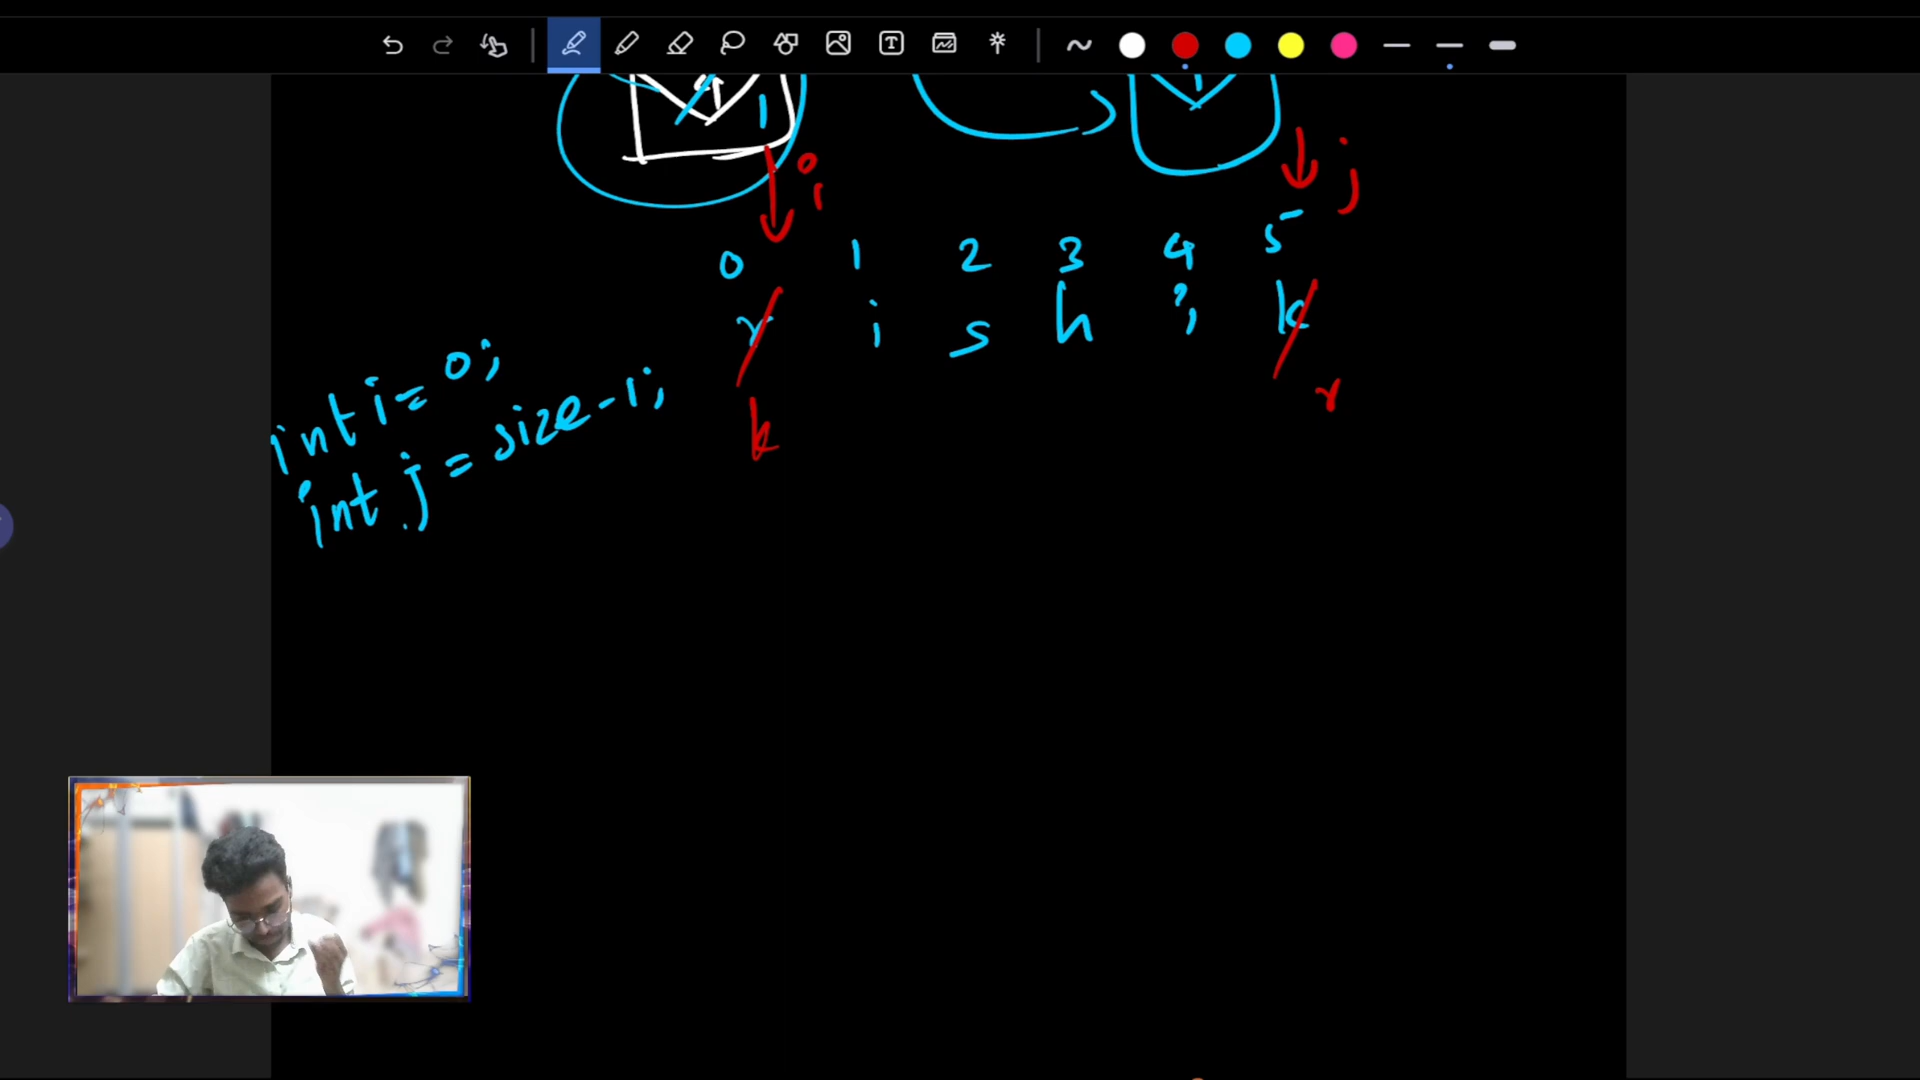 i
j
0 1 2 3 4 5
r i s h i k
k r
int i = 0;
int j = size-1;